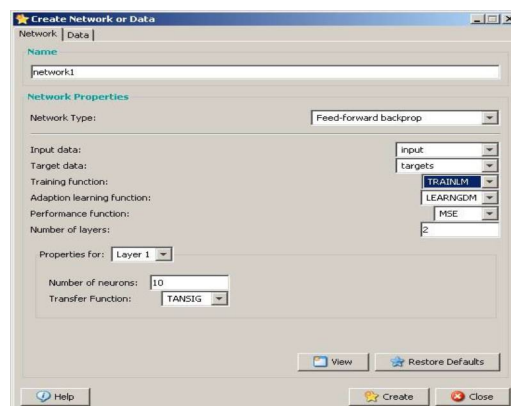 Create Network or Data
Network Data
Name
network1
Network Properties
Network Type: Feed-forward backprop
Input data: input
Target data: targets
Training function: TRAINLM
Adaption learning function: LEARNGDM
Performance function: MSE
Number of layers: 2
Properties for: Layer 1
Number of neurons: 10
Transfer Function: TANSIG
View Restore Defaults
Help Create Close